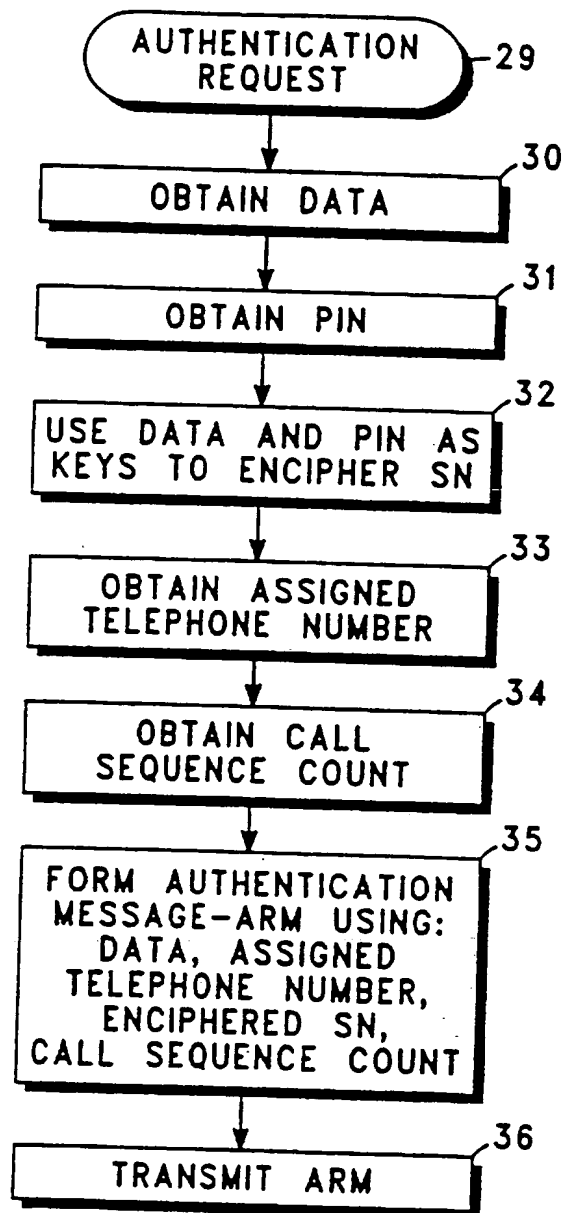 AUTHENTICATION
REQUEST
29
30
OBTAIN DATA
31
OBTAIN PIN
32
USE DATA AND PIN AS
KEYS TO ENCIPHER SN
33
OBTAIN ASSIGNED
TELEPHONE NUMBER
34
OBTAIN CALL
SEQUENCE COUNT
35
FORM AUTHENTICATION
MESSAGE-ARM USING:
DATA, ASSIGNED
TELEPHONE NUMBER,
ENCIPHERED SN,
CALL SEQUENCE COUNT
36
TRANSMIT ARM